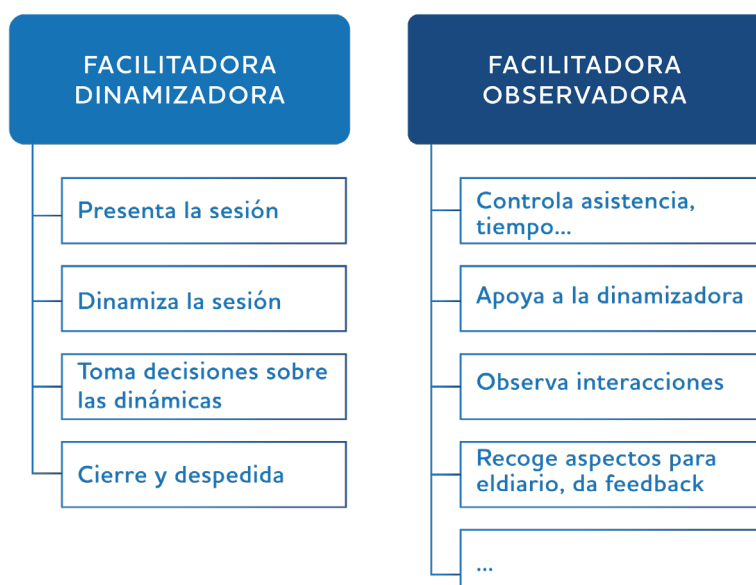 FACILITADORA
DINAMIZADORA
Presenta la sesión
Dinamiza la sesión
Toma decisiones sobre
las dinámicas
Cierre y despedida
FACILITADORA
OBSERVADORA
Controla asistencia,
tiempo...
Apoya a la dinamizadora
Observa interacciones
Recoge aspectos para
eldiario, da feedback
...